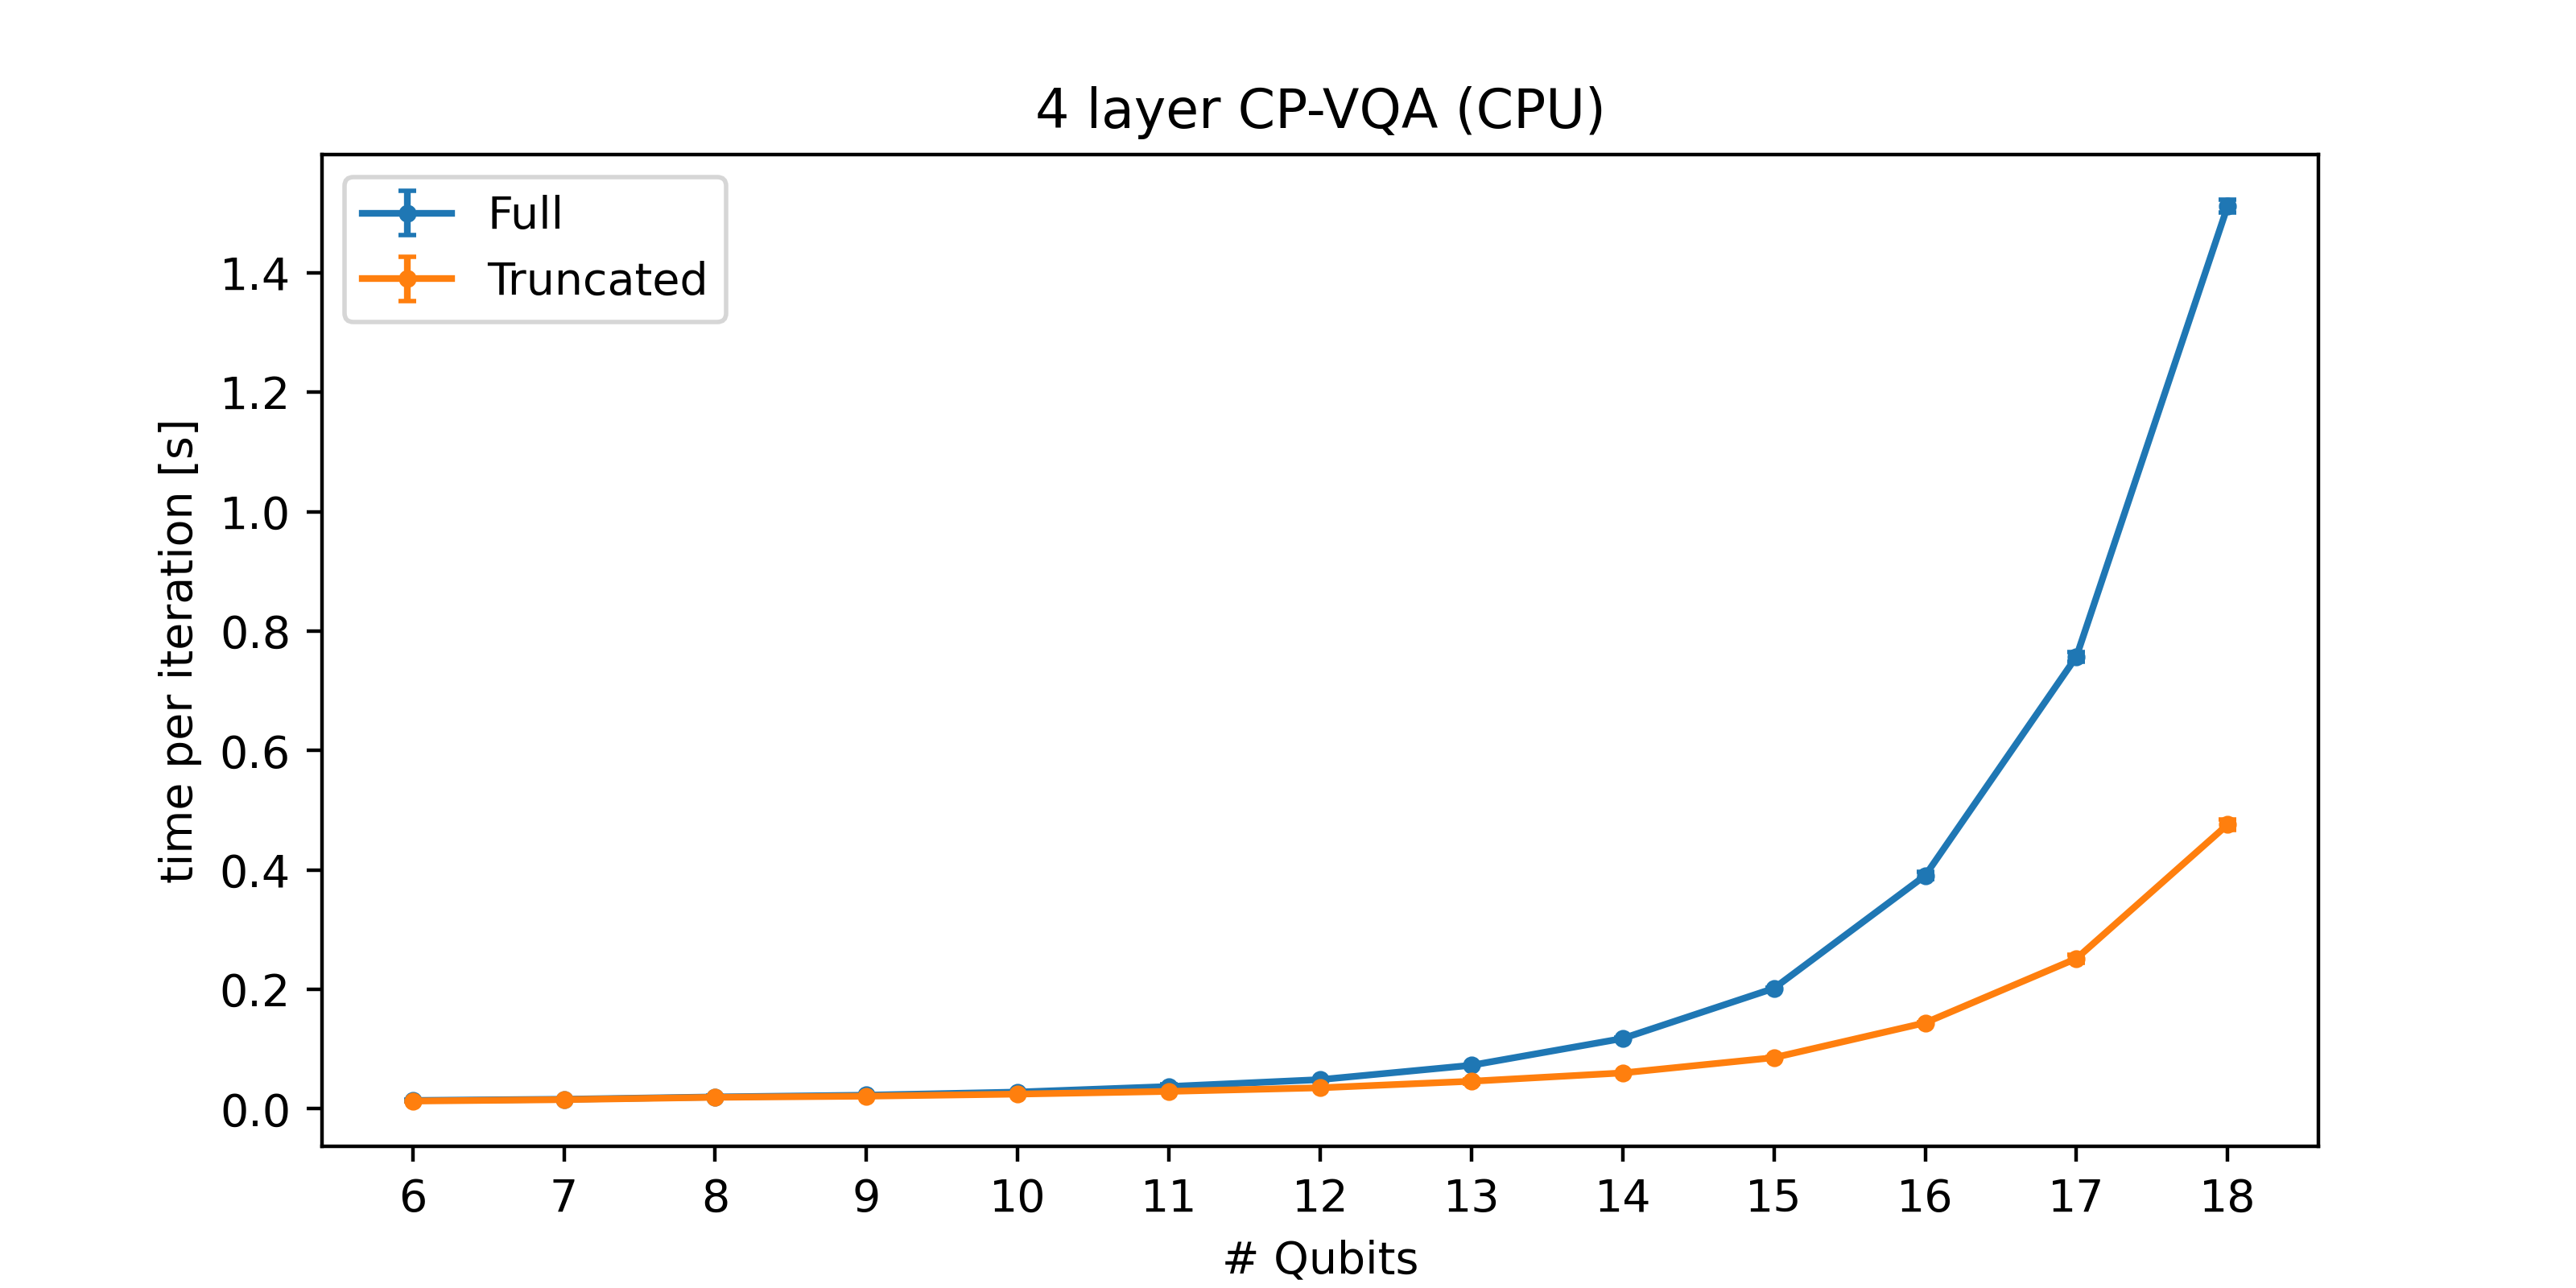 4 layer CP-VQA (CPU)
Full
Truncated
time per iteration [s]
1.4
1.2
1.0
0.8
0.6
0.4
0.2
0.0
6 7 8 9 10 11 12 13 14 15 16 17 18
# Qubits